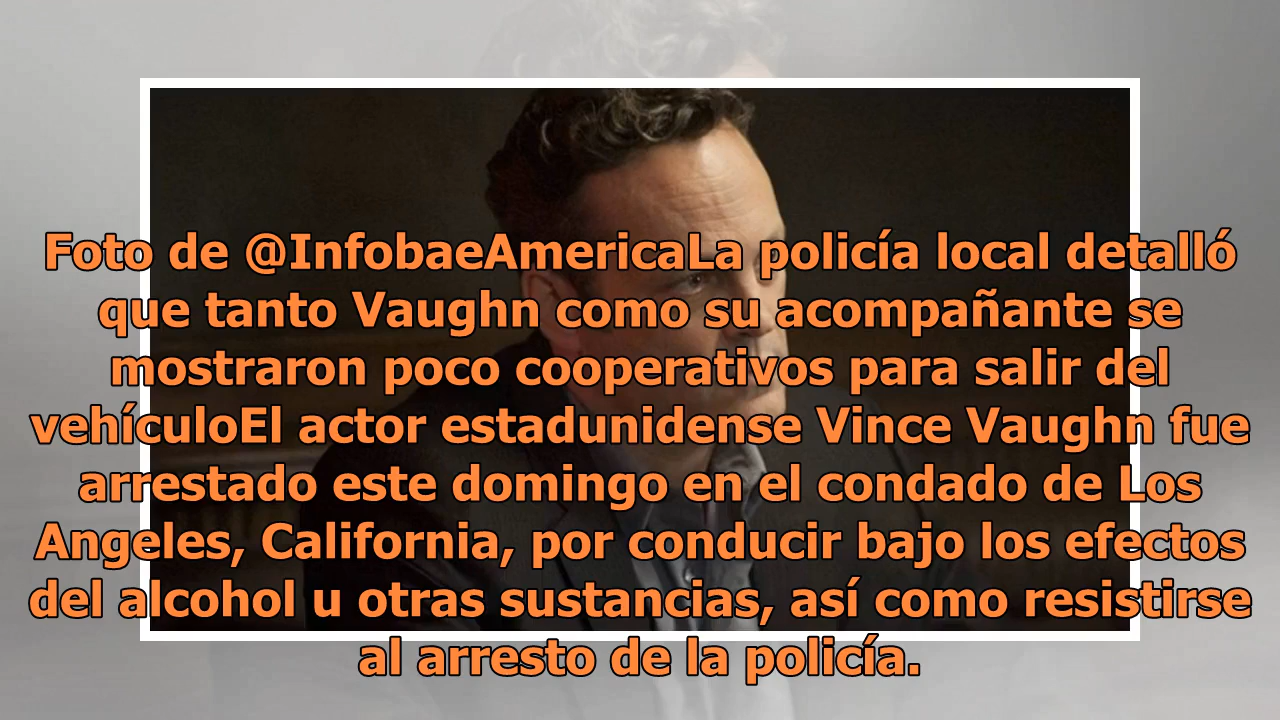 Foto de @InfobaeAmericaLa policía local detalló
que tanto Vaughn como su acompañante se
mostraron poco cooperativos para salir del
vehículoEl actor estadunidense Vince Vaughn fue
arrestado este domingo en el condado de Los
Angeles, California, por conducir bajo los efectos
del alcohol u otras sustancias, así como resistirse
al arresto de la policía.